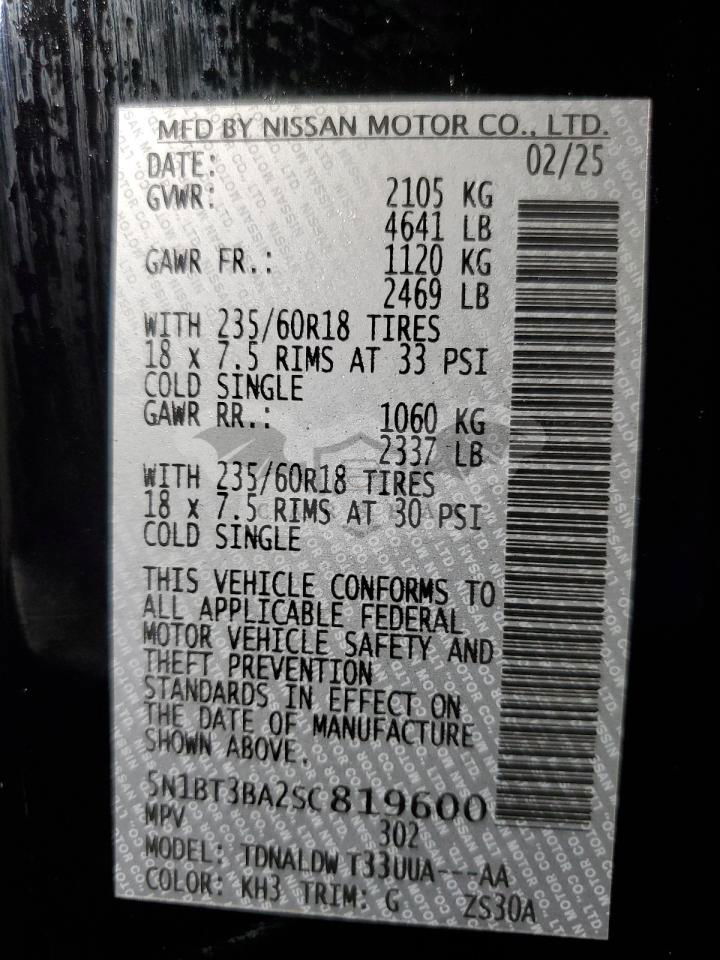 MFD BY NISSAN MOTOR CO., LTD.
DATE: 02/25
GVWR: 2105 KG
4641 LB
GAWR FR.: 1120 KG
2469 LB
WITH 235/60R18 TIRES
18 x 7.5 RIMS AT 33 PSI
COLD SINGLE
GAWR RR.: 1060 KG
2337 LB
WITH 235/60R18 TIRES
18 x 7.5 RIMS AT 30 PSI
COLD SINGLE
THIS VEHICLE CONFORMS TO
ALL APPLICABLE FEDERAL
MOTOR VEHICLE SAFETY AND
THEFT PREVENTION
STANDARDS IN EFFECT ON
THE DATE OF MANUFACTURE
SHOWN ABOVE.
5N1BT3BA2SC819600
MPV 302
MODEL: TDNALDW T33UUA---AA
COLOR: KH3 TRIM: G ZS30A